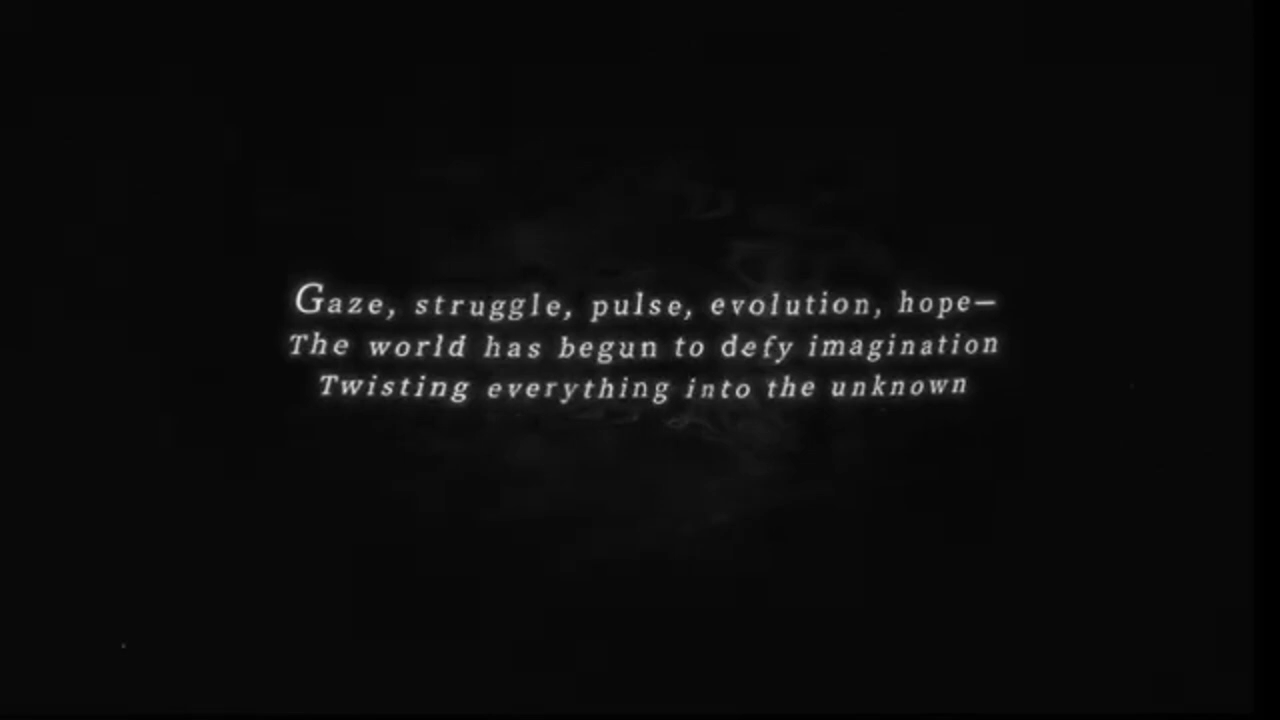 Gaze, struggle, pulse, evolution, hope—
The world has begun to defy imagination
Twisting everything into the unknown